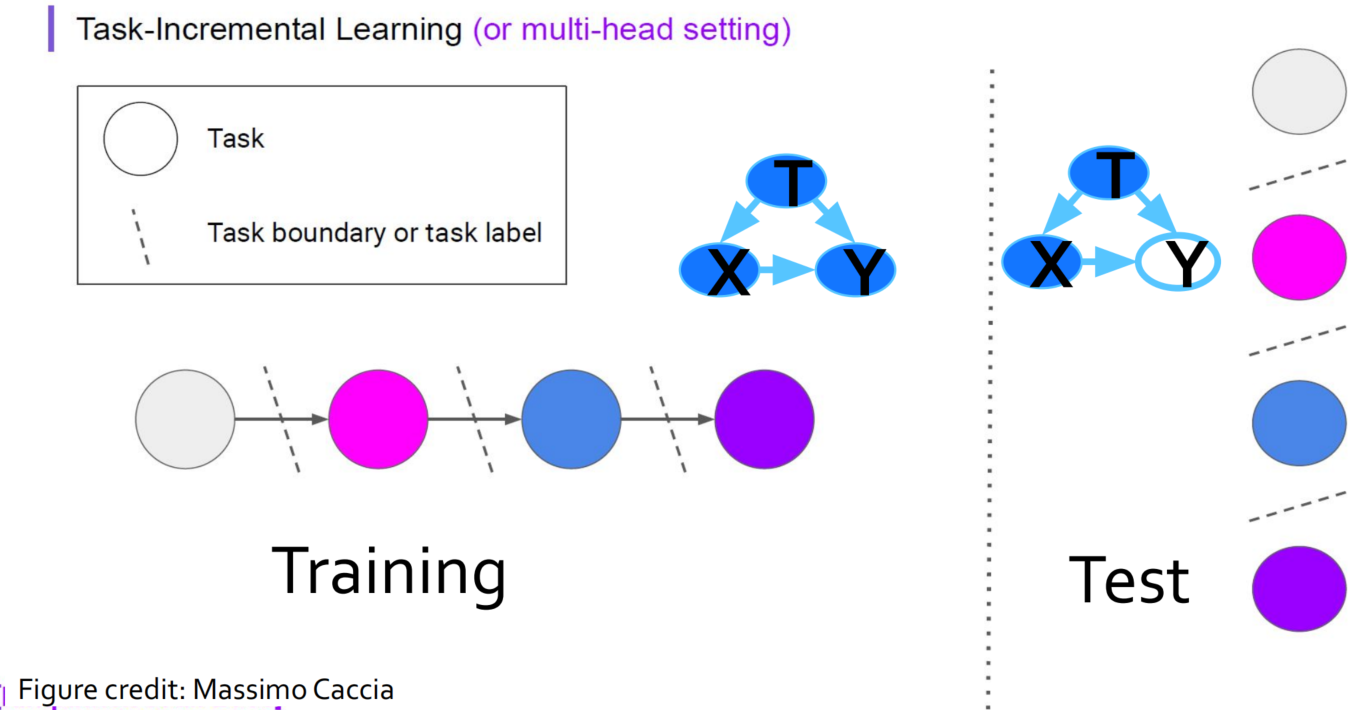 Task-Incremental Learning (or multi-head setting)
Task
Task boundary or task label
T
X
Y
T
X
Y
Training
Test
Figure credit: Massimo Caccia